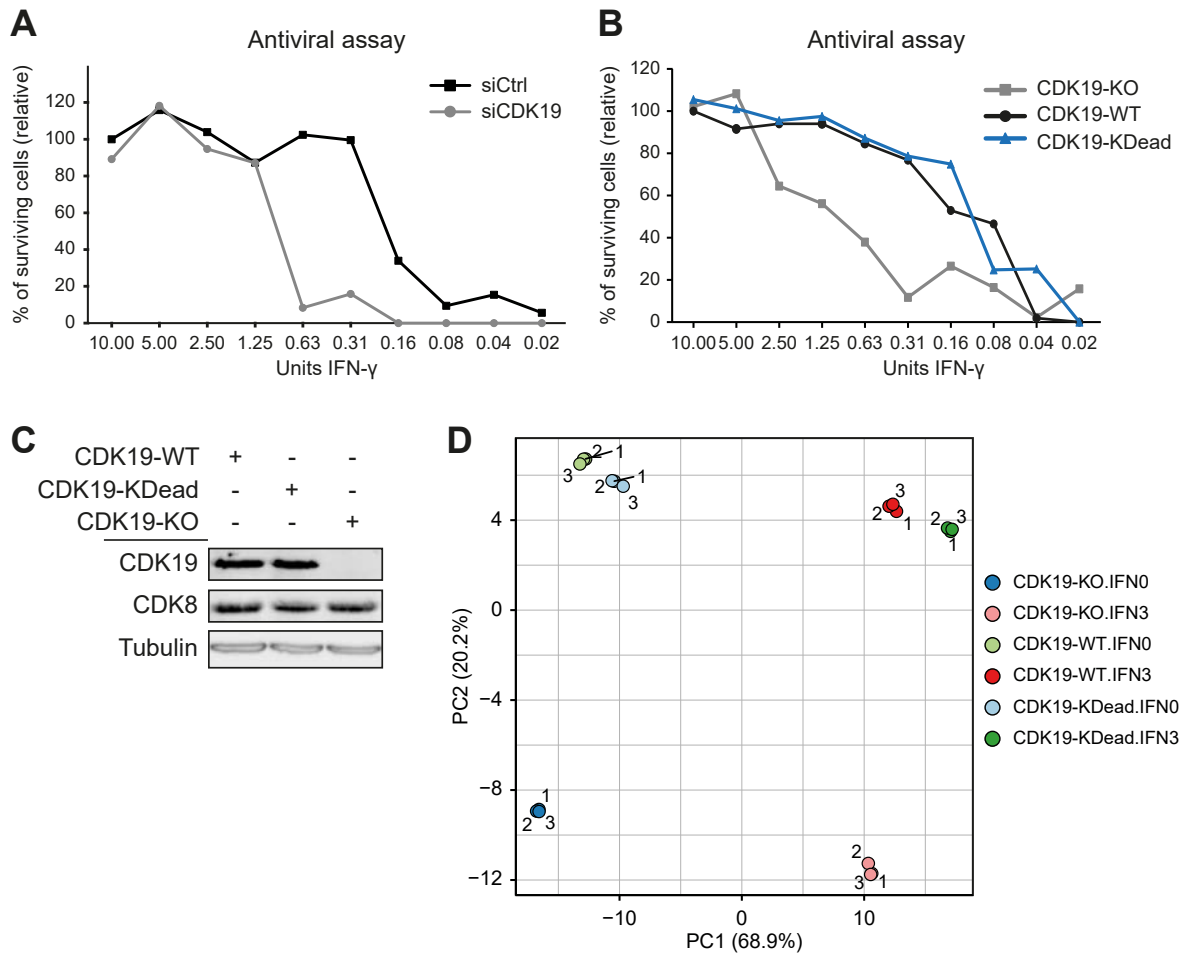 A
Antiviral assay
% of surviving cells (relative)
120
100
80
60
40
20
0
10.00 5.00 2.50 1.25 0.63 0.31 0.16 0.08 0.04 0.02
Units IFN-γ
siCtrl
siCDK19
B
Antiviral assay
% of surviving cells (relative)
120
100
80
60
40
20
0
10.00 5.00 2.50 1.25 0.63 0.31 0.16 0.08 0.04 0.02
Units IFN-γ
CDK19-KO
CDK19-WT
CDK19-KDead
C
CDK19-WT + - -
CDK19-KDead - + -
CDK19-KO - - +
CDK19
CDK8
Tubulin
D
PC2 (20.2%)
4
0
−4
−8
−12
2 1
3
1
2
3
3
2
1
2 3
1
1
2 3
2
3 1
−10 0 10
PC1 (68.9%)
CDK19-KO.IFN0
CDK19-KO.IFN3
CDK19-WT.IFN0
CDK19-WT.IFN3
CDK19-KDead.IFN0
CDK19-KDead.IFN3